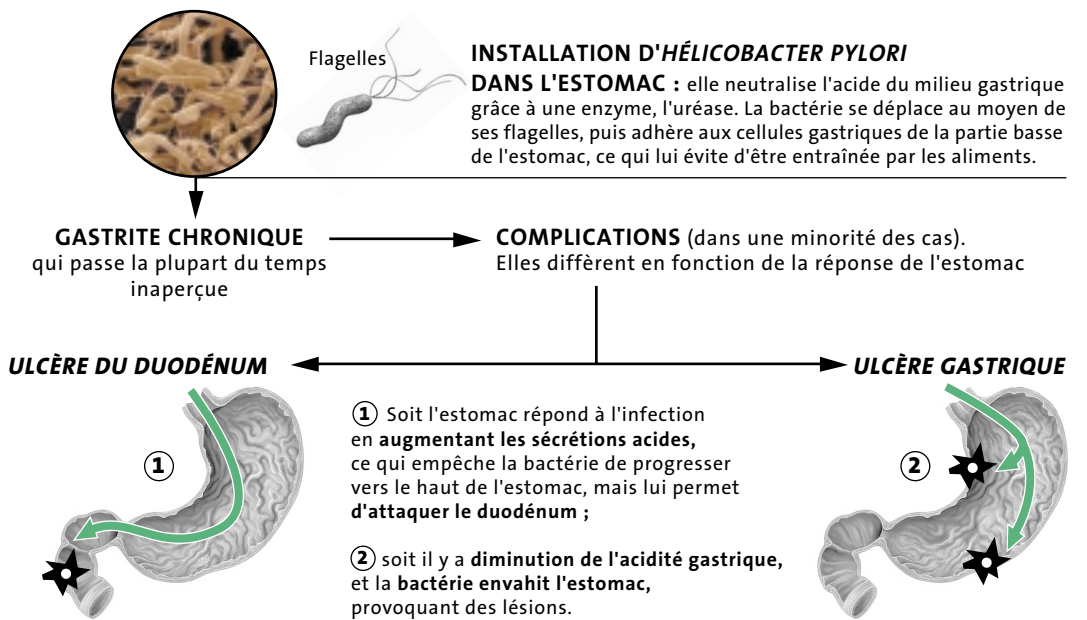 Flagelles
INSTALLATION D'HÉLICOBACTER PYLORI
DANS L'ESTOMAC : elle neutralise l'acide du milieu gastrique
grâce à une enzyme, l'uréase. La bactérie se déplace au moyen de
ses flagelles, puis adhère aux cellules gastriques de la partie basse
de l'estomac, ce qui lui évite d'être entraînée par les aliments.
GASTRITE CHRONIQUE
qui passe la plupart du temps
inaperçue
COMPLICATIONS (dans une minorité des cas).
Elles diffèrent en fonction de la réponse de l'estomac
ULCÈRE DU DUODÉNUM
ULCÈRE GASTRIQUE
1
① Soit l'estomac répond à l'infection
en augmentant les sécrétions acides,
ce qui empêche la bactérie de progresser
vers le haut de l'estomac, mais lui permet
d'attaquer le duodénum ;
② soit il y a diminution de l'acidité gastrique,
et la bactérie envahit l'estomac,
provoquant des lésions.
2